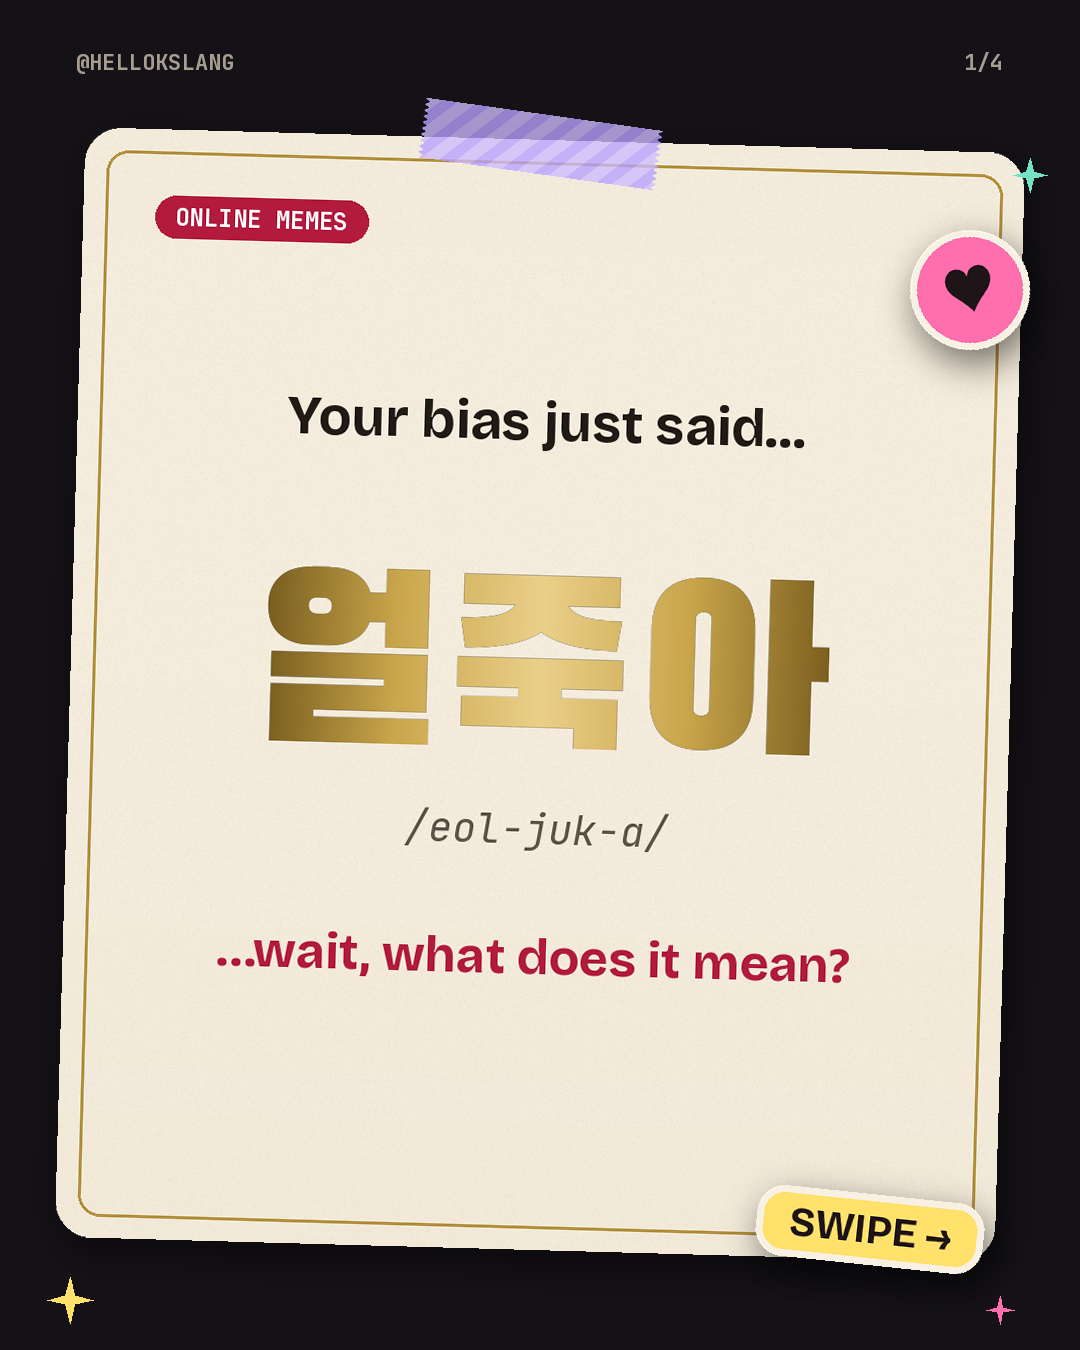 @HELLOKSLANG
1/4
ONLINE MEMES
Your bias just said...
얼죽아
/eol-juk-a/
...wait, what does it mean?
SWIPE →